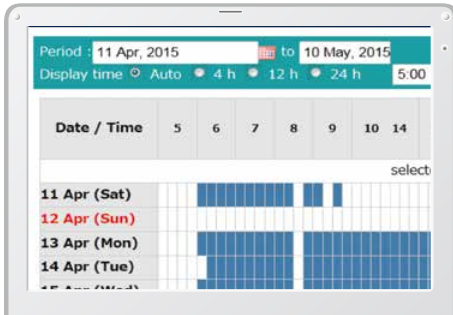 Period : 11 Apr, 2015 to 10 May, 2015
Display time Auto 4 h 12 h 24 h 5:00
Date / Time 5 6 7 8 9 10 14
11 Apr (Sat)
12 Apr (Sun)
13 Apr (Mon)
14 Apr (Tue)